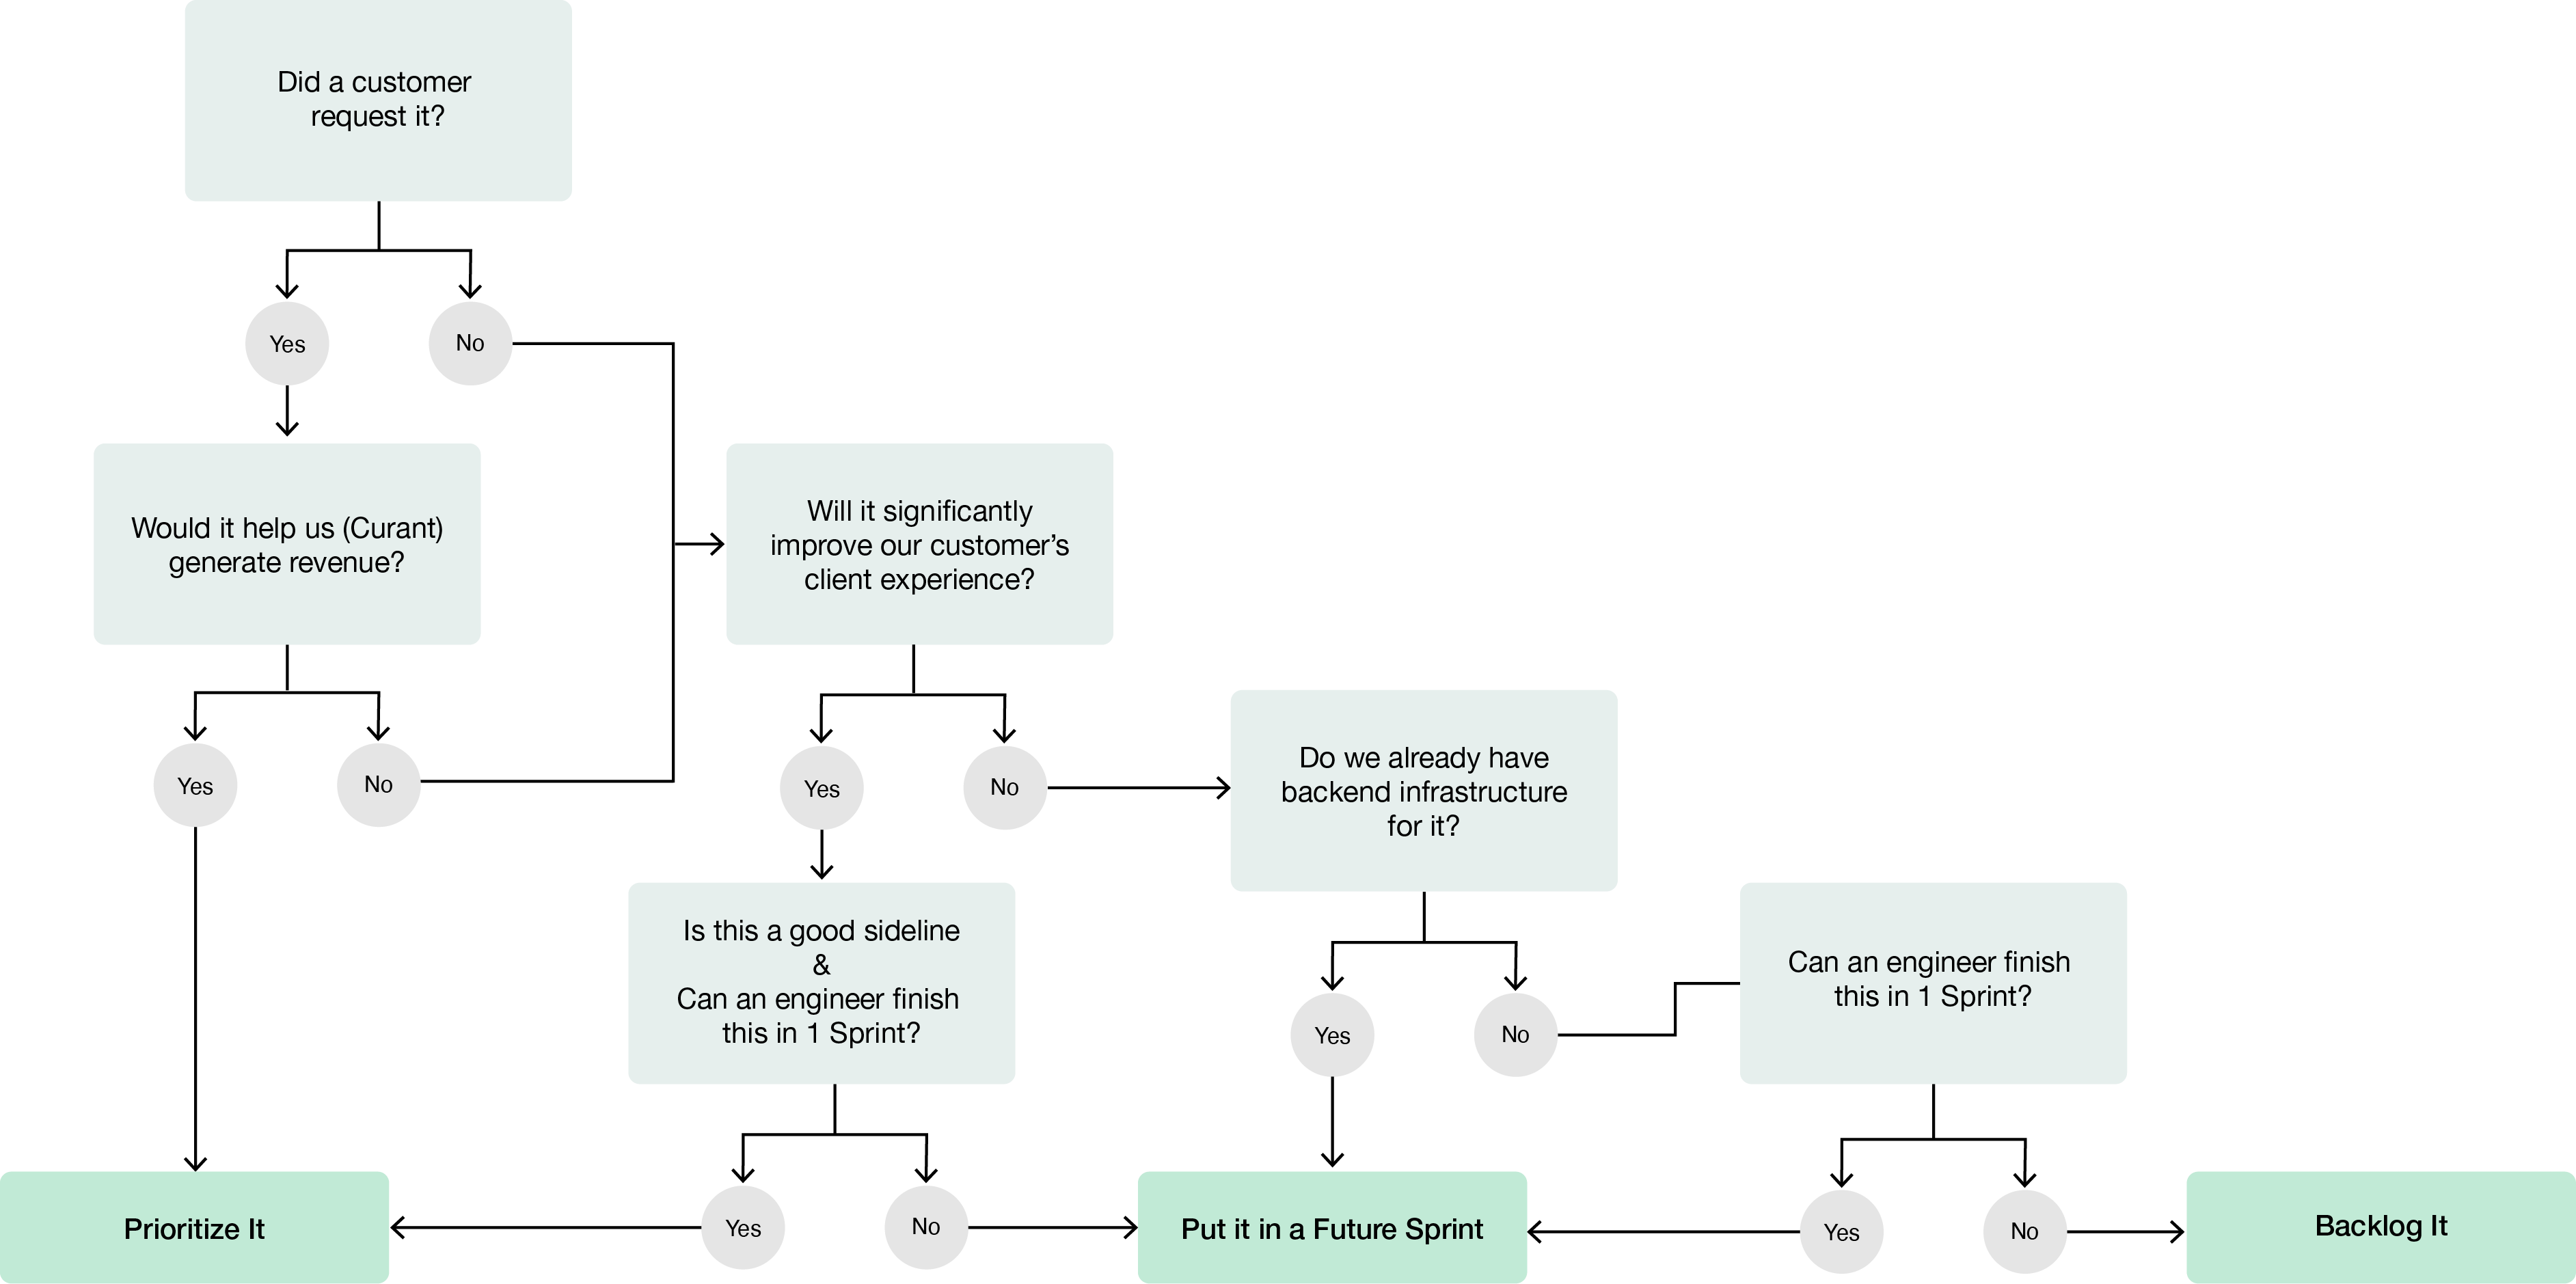 Did a customer
request it?
Yes
No
Would it help us (Curant)
generate revenue?
Will it significantly
improve our customer’s
client experience?
Yes
No
Yes
No
Do we already have
backend infrastructure
for it?
Is this a good sideline
&
Can an engineer finish
this in 1 Sprint?
Can an engineer finish
this in 1 Sprint?
Yes
No
Yes
No
Yes
No
Prioritize It
Put it in a Future Sprint
Backlog It